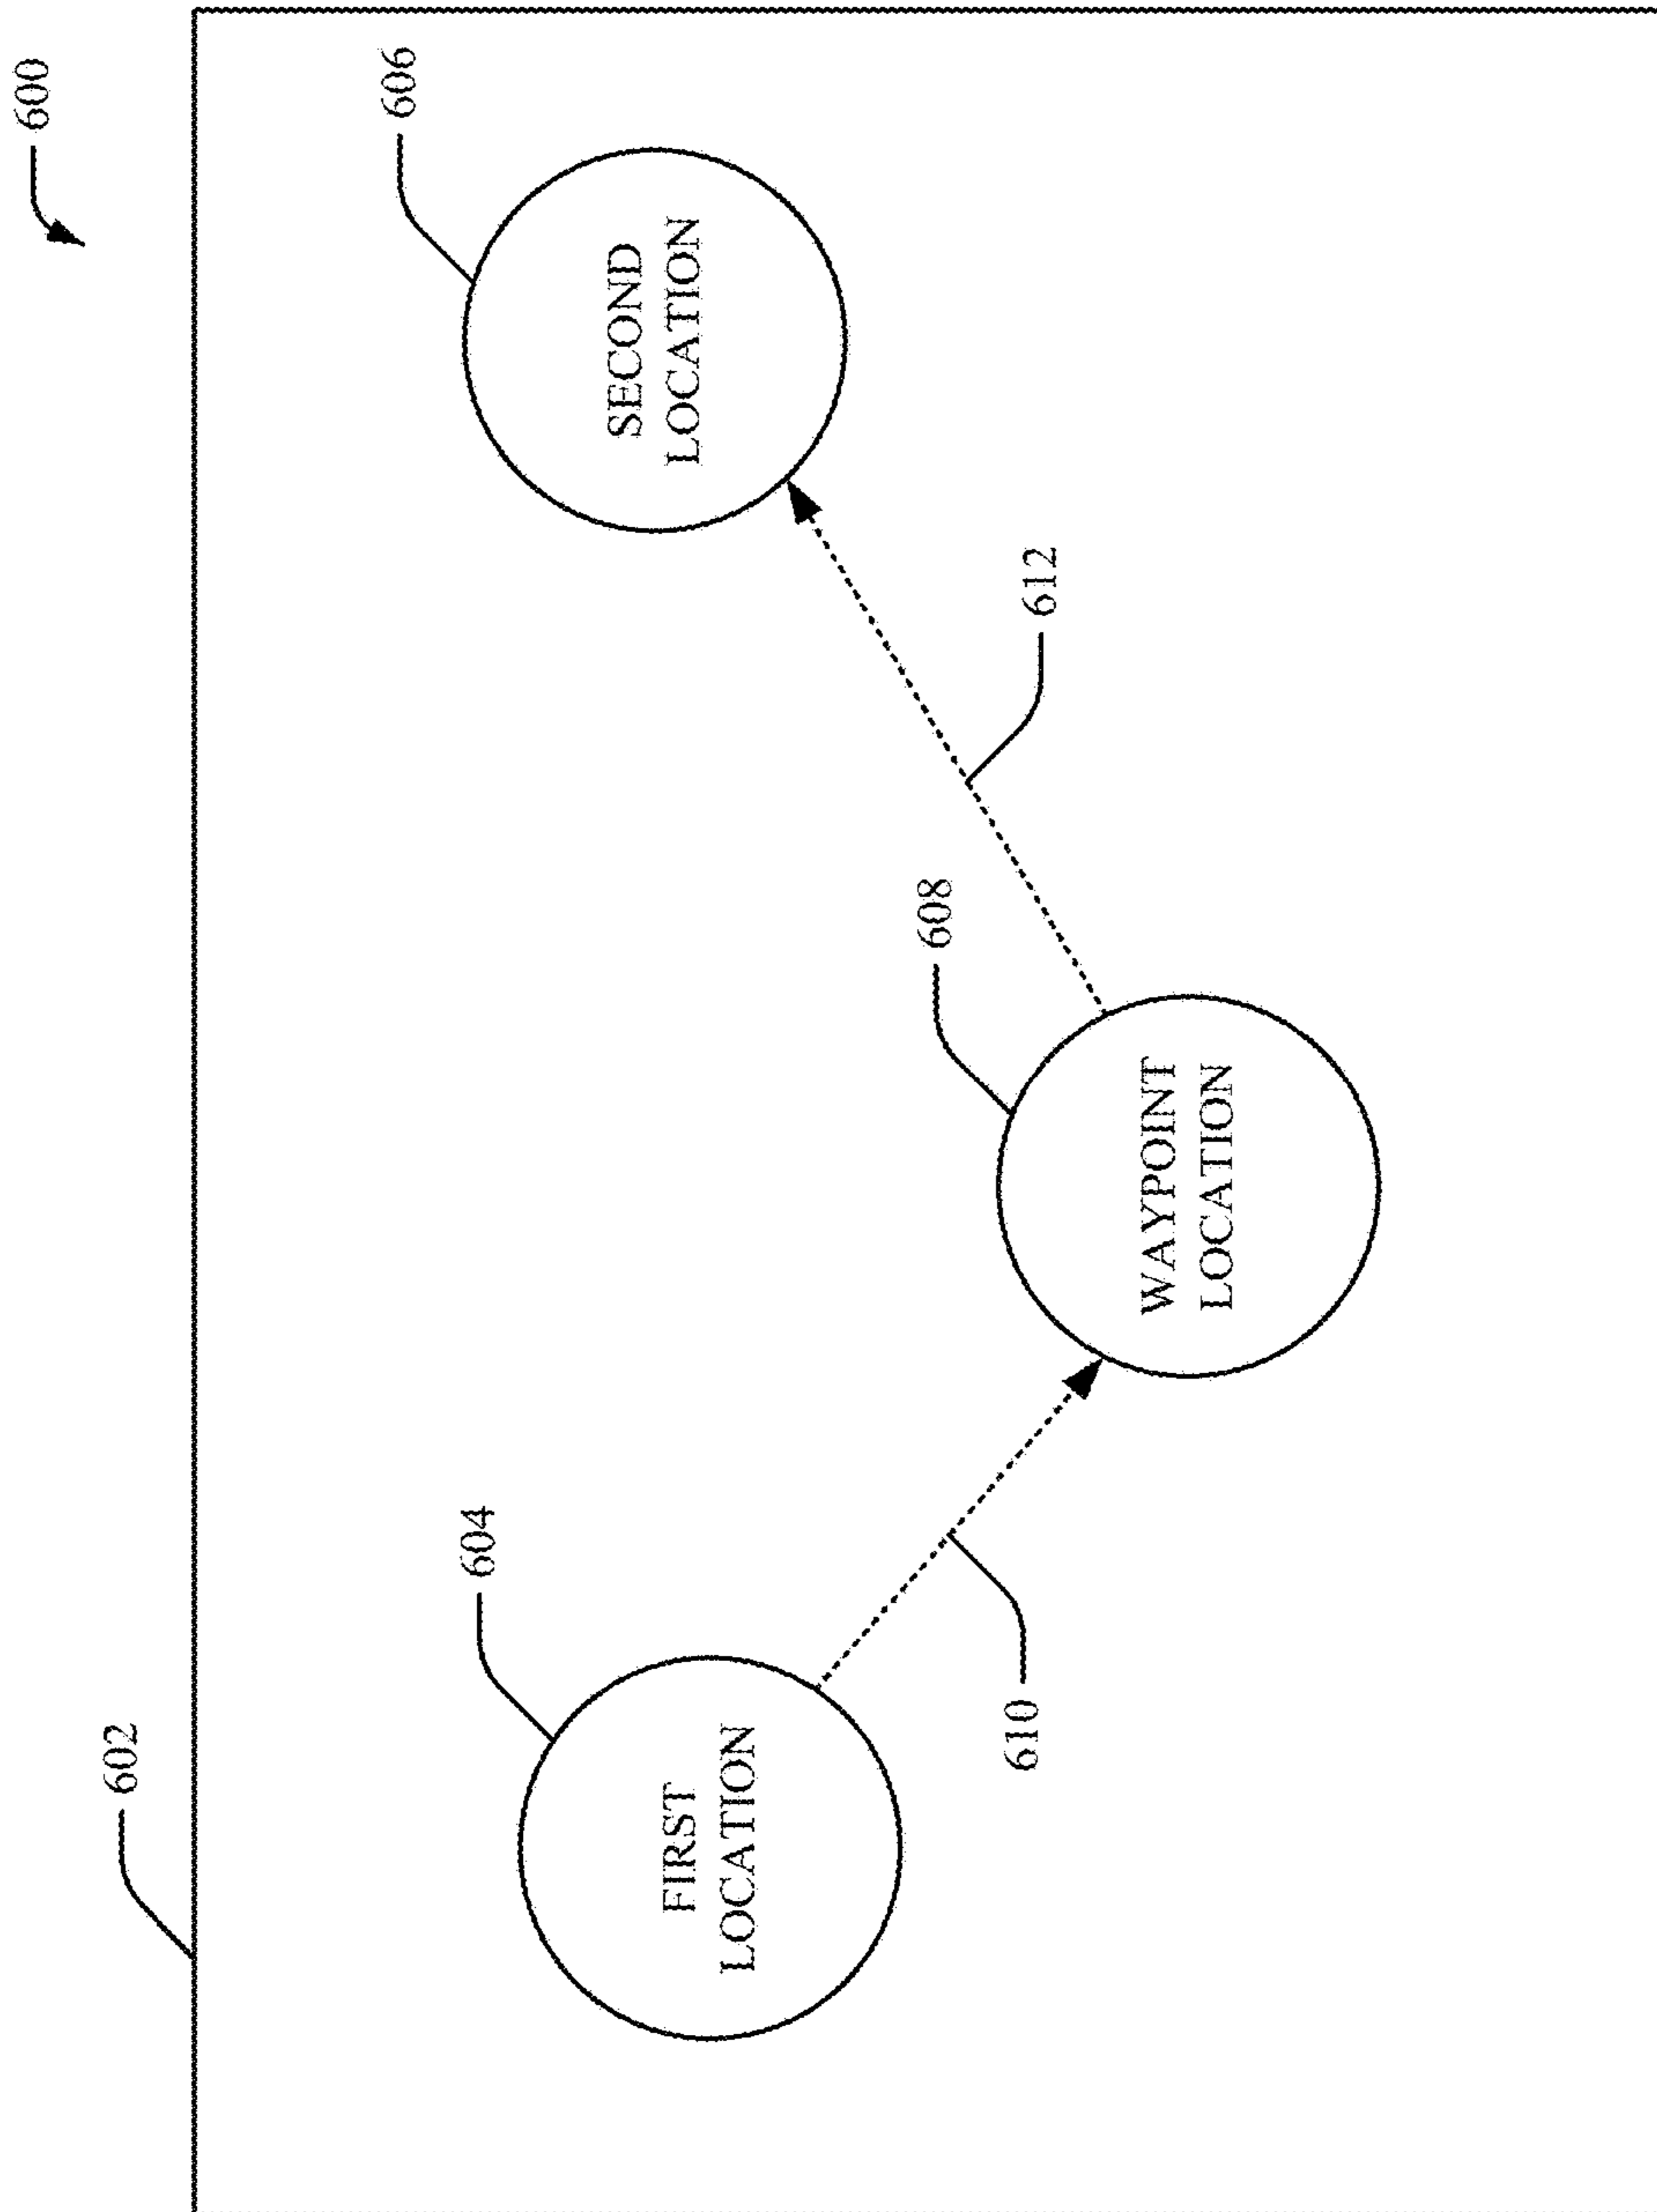 600
602
604
FIRST
LOCATION
606
SECOND
LOCATION
608
WAYPOINT
LOCATION
610
612